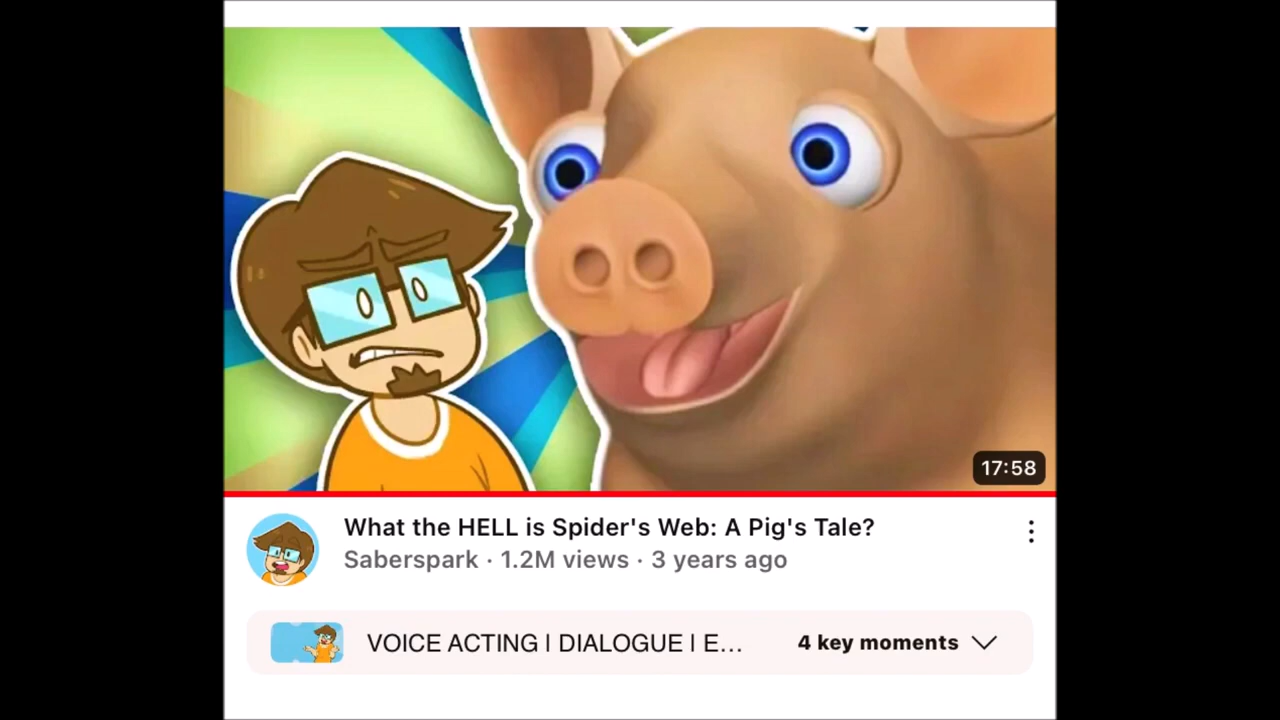 17:58
What the HELL is Spider's Web: A Pig's Tale?
Saberspark · 1.2M views · 3 years ago
VOICE ACTING | DIALOGUE | E... 4 key moments